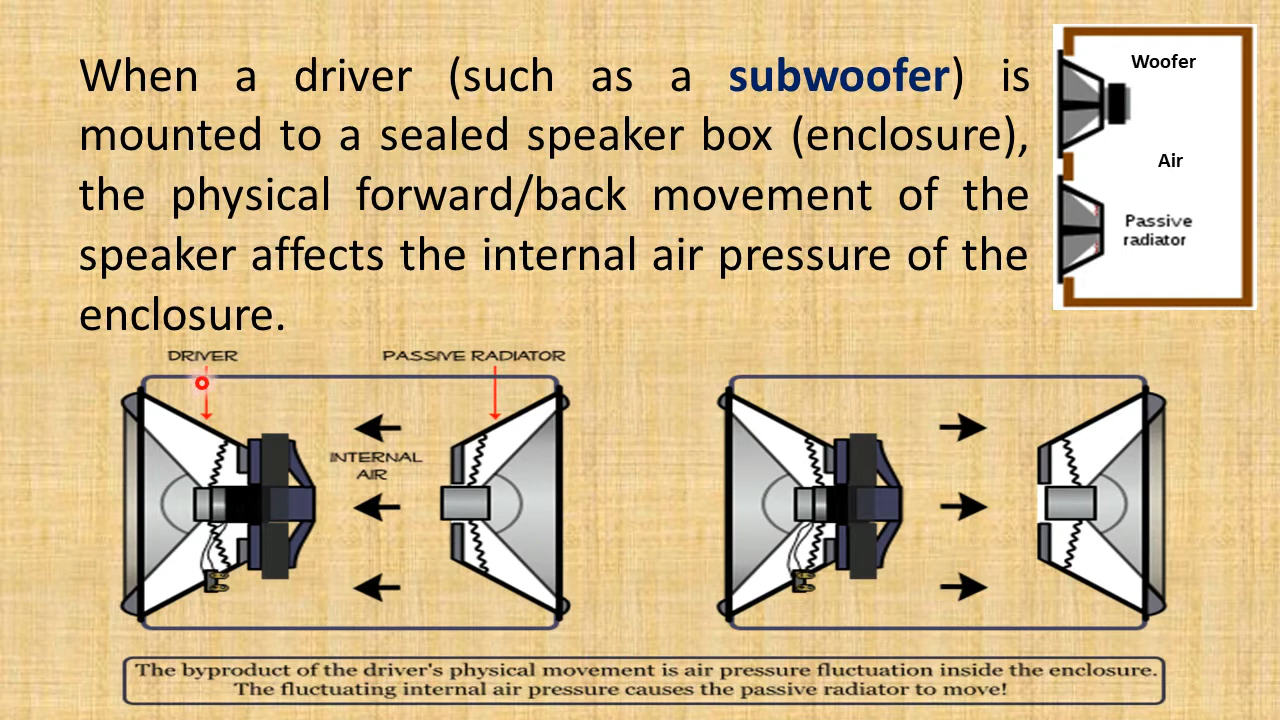 When a driver (such as a subwoofer) is
mounted to a sealed speaker box (enclosure),
the physical forward/back movement of the
speaker affects the internal air pressure of the
enclosure.
Woofer
Air
Passive
radiator
DRIVER
PASSIVE RADIATOR
INTERNAL
AIR
The byproduct of the driver's physical movement is air pressure fluctuation inside the enclosure.
The fluctuating internal air pressure causes the passive radiator to move!